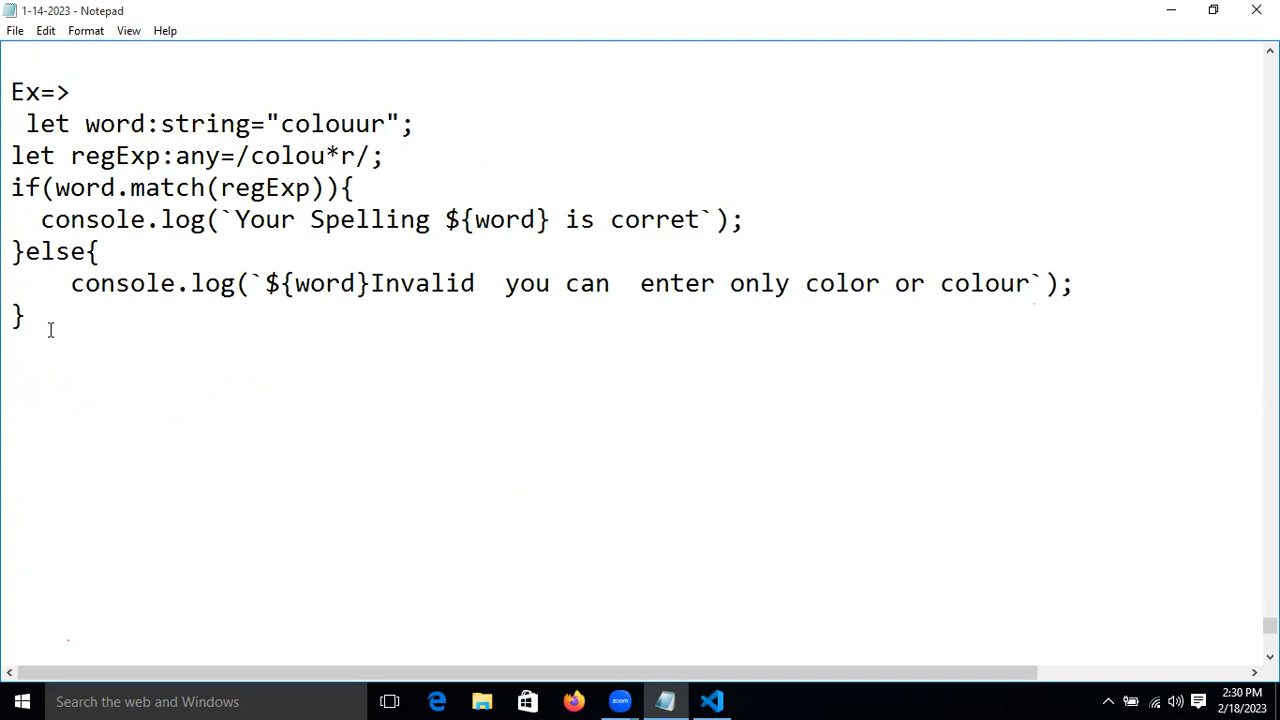 1-14-2023 - Notepad
File Edit Format View Help
Ex=>
let word:string="colouur";
let regExp:any=/colou*r/;
if(word.match(regExp)){
console.log(`Your Spelling ${word} is corret`);
}else{
console.log(`${word}Invalid  you can  enter only color or colour`);
}
Search the web and Windows
zoom
2:30 PM
2/18/2023